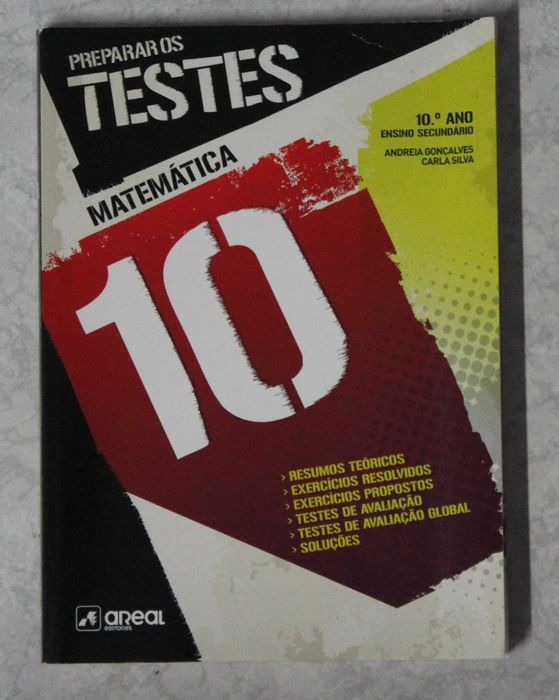 PREPARAR OS
TESTES
10.º ANO
ENSINO SECUNDÁRIO
ANDREIA GONÇALVES
CARLA SILVA
MATEMÁTICA
10
› RESUMOS TEÓRICOS
› EXERCÍCIOS RESOLVIDOS
› EXERCÍCIOS PROPOSTOS
› TESTES DE AVALIAÇÃO
› TESTES DE AVALIAÇÃO GLOBAL
› SOLUÇÕES
areal
editores